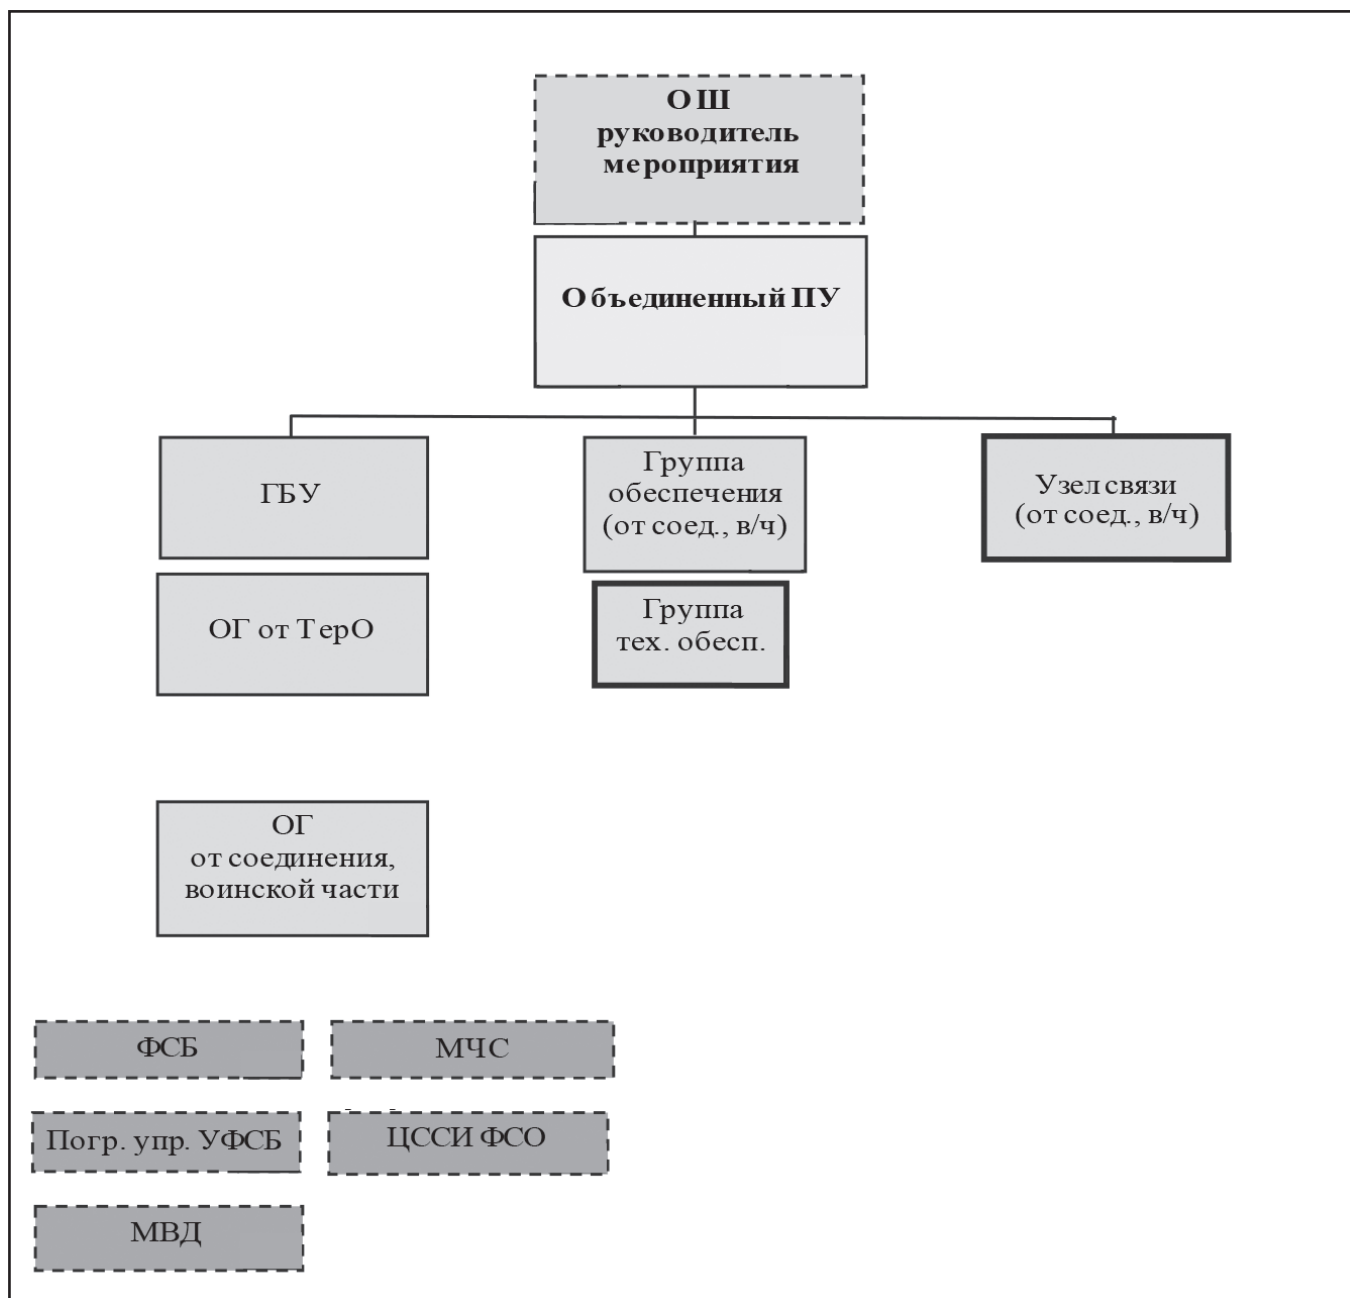 ОШ
руководитель
мероприятия
Объединенный ПУ
ГБУ
Группа
обеспечения
(от соед., в/ч)
Узел связи
(от соед., в/ч)
ОГ от ТерО
Группа
тех. обесп.
ОГ
от соединения,
воинской части
ФСБ
МЧС
Погр. упр. УФСБ
ЦССИ ФСО
МВД